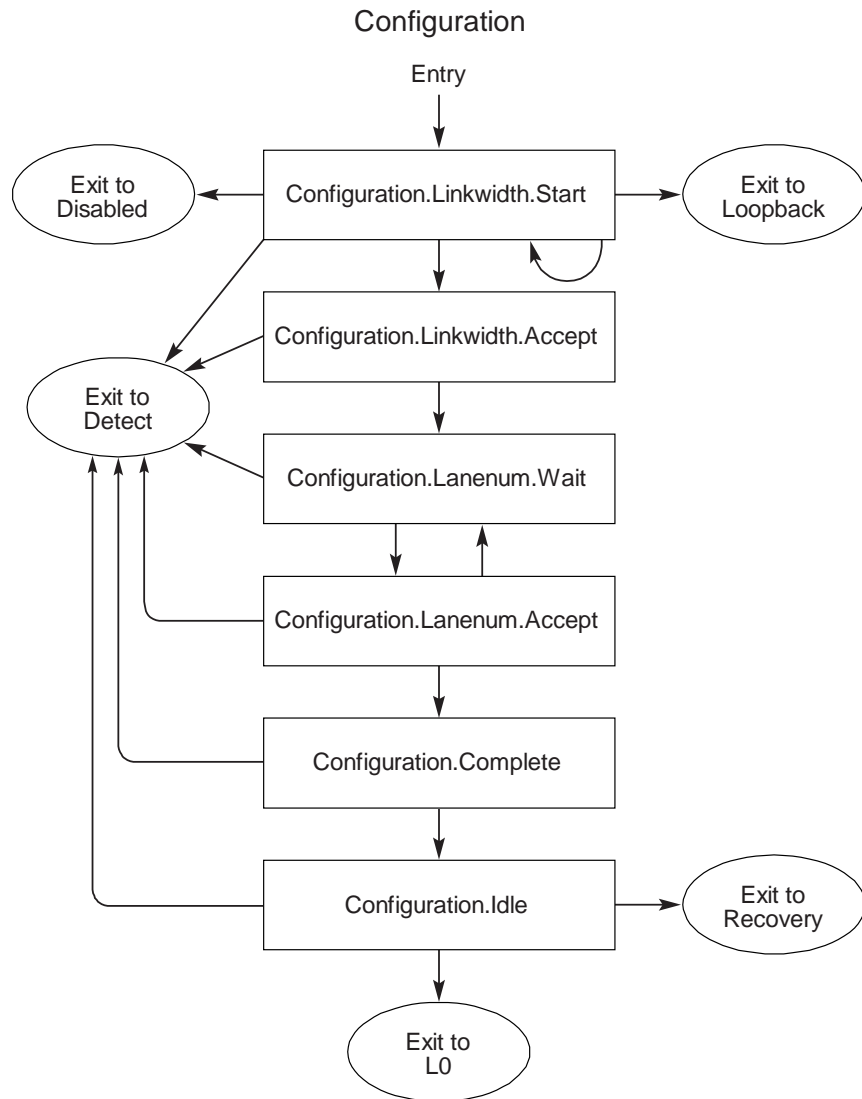 Configuration
Entry
Exit to
Disabled
Configuration.Linkwidth.Start
Exit to
Loopback
Configuration.Linkwidth.Accept
Exit to
Detect
Configuration.Lanenum.Wait
Configuration.Lanenum.Accept
Configuration.Complete
Configuration.Idle
Exit to
Recovery
Exit to
L0